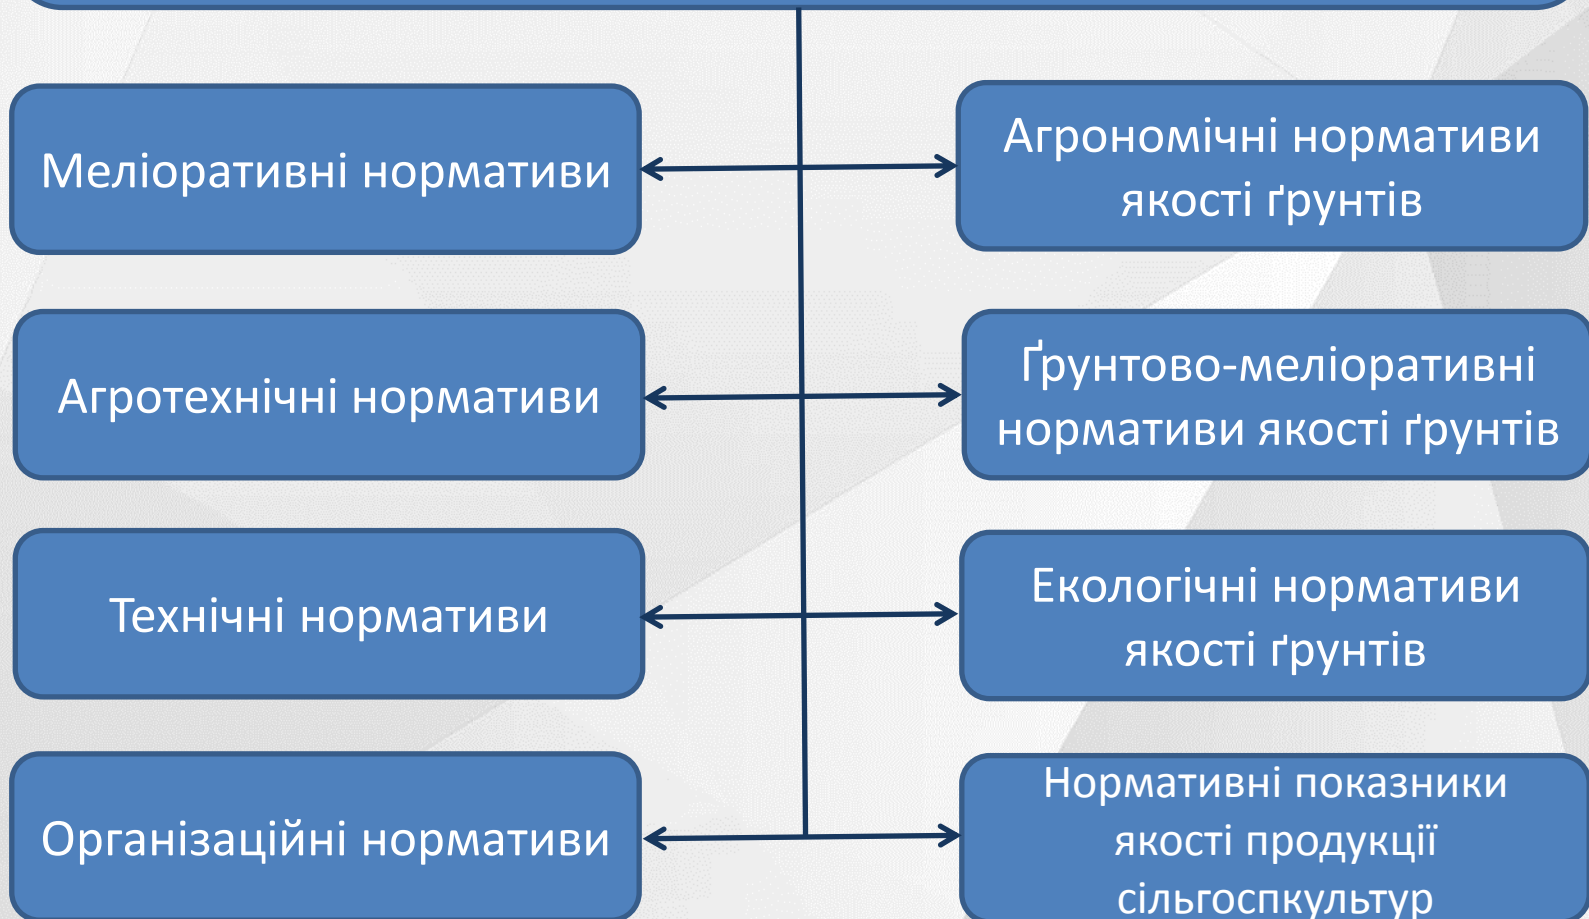 Меліоративні нормативи
Агрономічні нормативи
якості ґрунтів
Агротехнічні нормативи
Ґрунтово-меліоративні
нормативи якості ґрунтів
Технічні нормативи
Екологічні нормативи
якості ґрунтів
Організаційні нормативи
Нормативні показники
якості продукції
сільгоспкультур